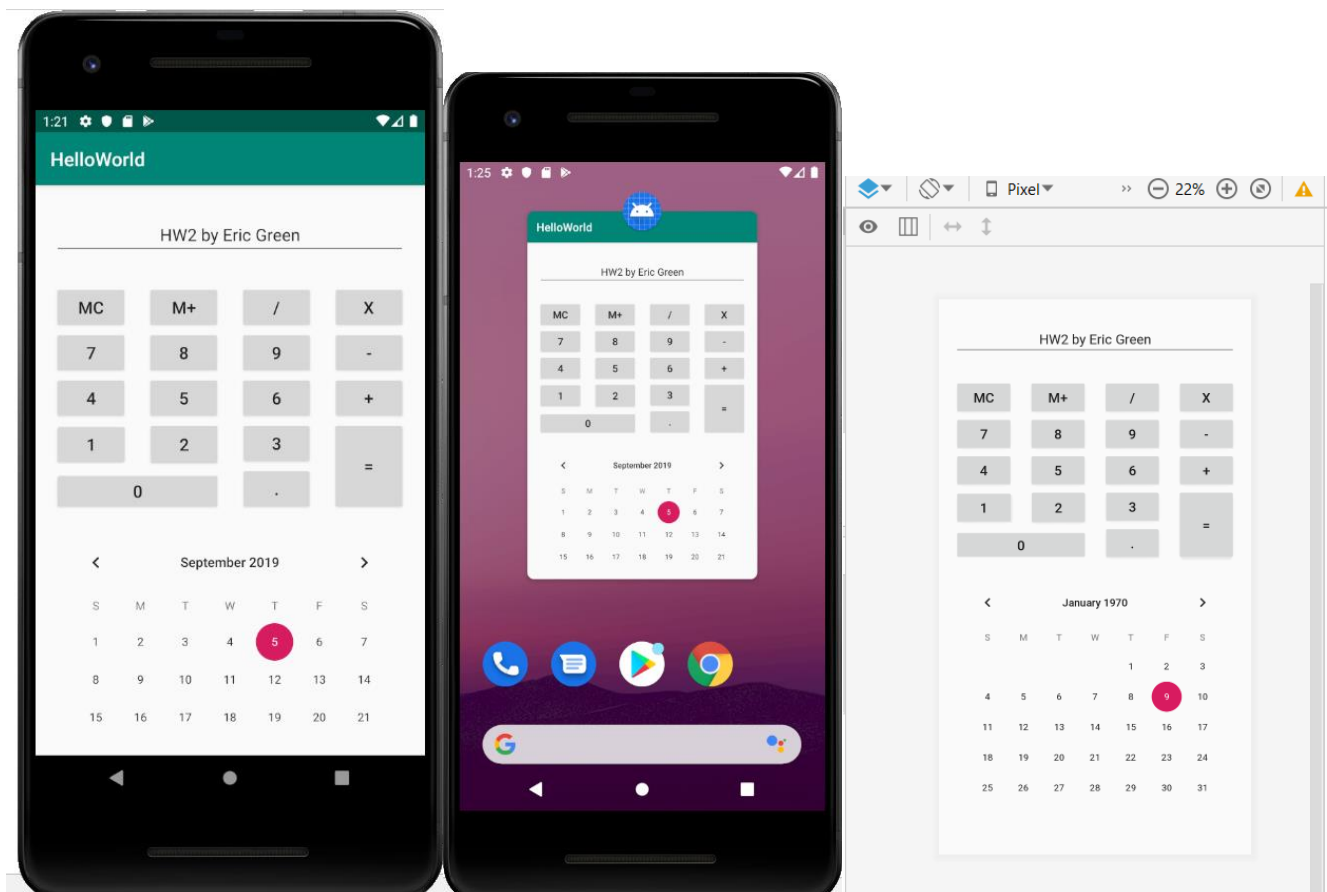 1:21
HelloWorld
HW2 by Eric Green
MC M+ / X
7 8 9 -
4 5 6 +
1 2 3
=
0 .
September 2019
S M T W T F S
1 2 3 4 5 6 7
8 9 10 11 12 13 14
15 16 17 18 19 20 21
1:25
HelloWorld
HW2 by Eric Green
MC M+ / X
7 8 9 -
4 5 6 +
1 2 3
=
0 .
September 2019
S M T W T F S
1 2 3 4 5 6 7
8 9 10 11 12 13 14
15 16 17 18 19 20 21
Pixel 22%
HW2 by Eric Green
MC M+ / X
7 8 9 -
4 5 6 +
1 2 3
=
0 .
January 1970
S M T W T F S
1 2 3
4 5 6 7 8 9 10
11 12 13 14 15 16 17
18 19 20 21 22 23 24
25 26 27 28 29 30 31